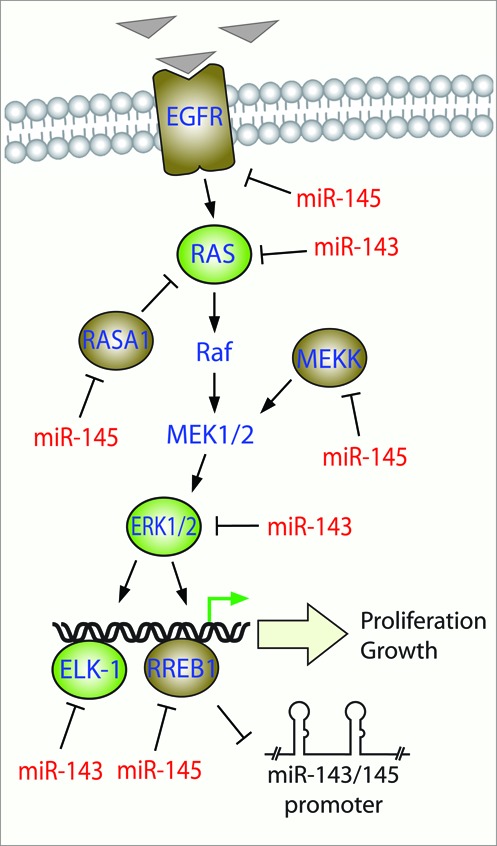 EGFR
miR-145
RAS
miR-143
RASA1
Raf
MEKK
miR-145
MEK1/2
miR-145
ERK1/2
miR-143
Proliferation
Growth
ELK-1
RREB1
miR-143
miR-145
miR-143/145
promoter